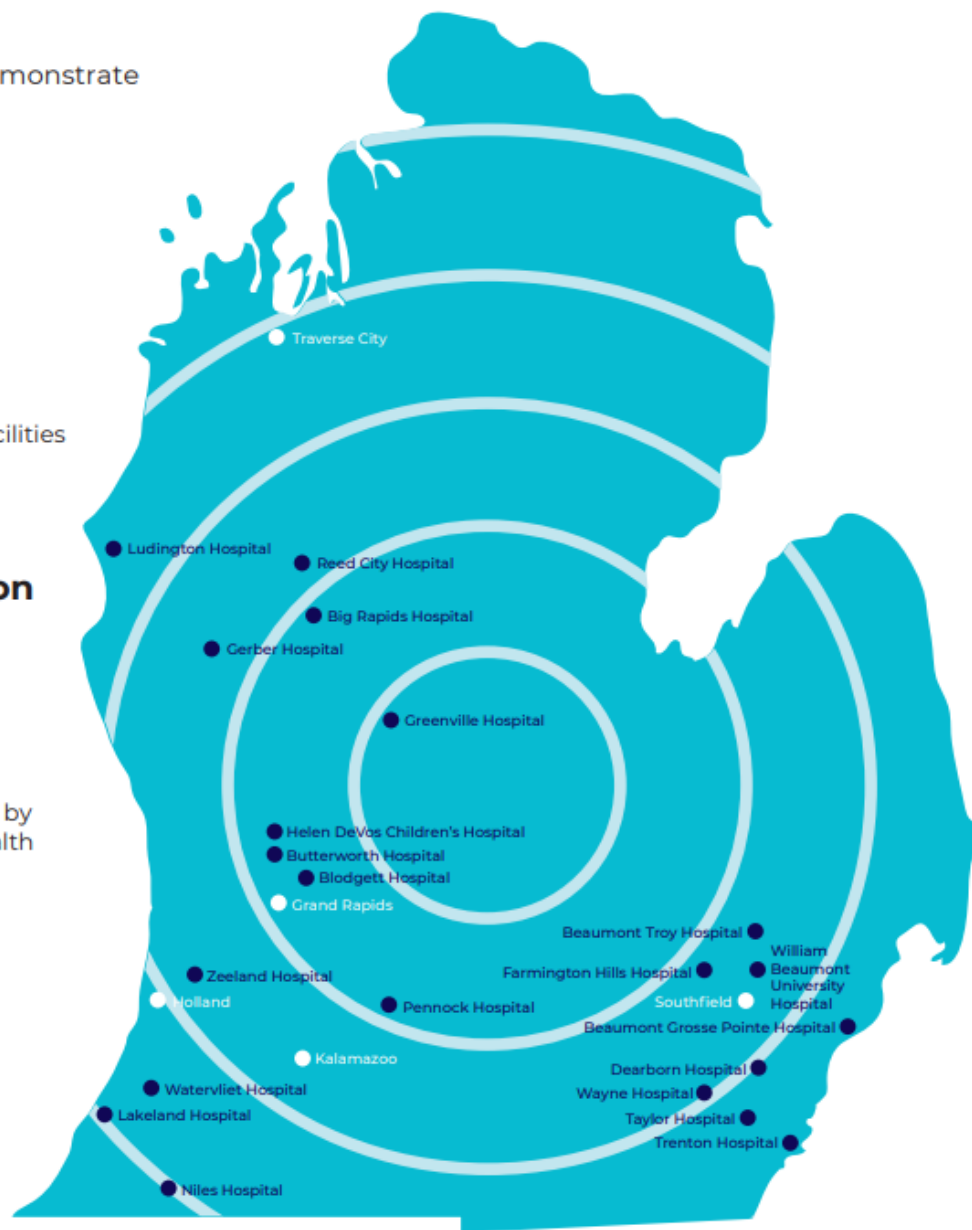 monstrate
Traverse City
cilities
Ludington Hospital
Reed City Hospital
on
Big Rapids Hospital
Gerber Hospital
Greenville Hospital
by
lth
Helen DeVos Children's Hospital
Butterworth Hospital
Blodgett Hospital
Grand Rapids
Beaumont Troy Hospital
William
Beaumont
University
Hospital
Farmington Hills Hospital
Zeeland Hospital
Holland
Southfield
Pennock Hospital
Beaumont Grosse Pointe Hospital
Kalamazoo
Dearborn Hospital
Watervliet Hospital
Wayne Hospital
Lakeland Hospital
Taylor Hospital
Trenton Hospital
Niles Hospital